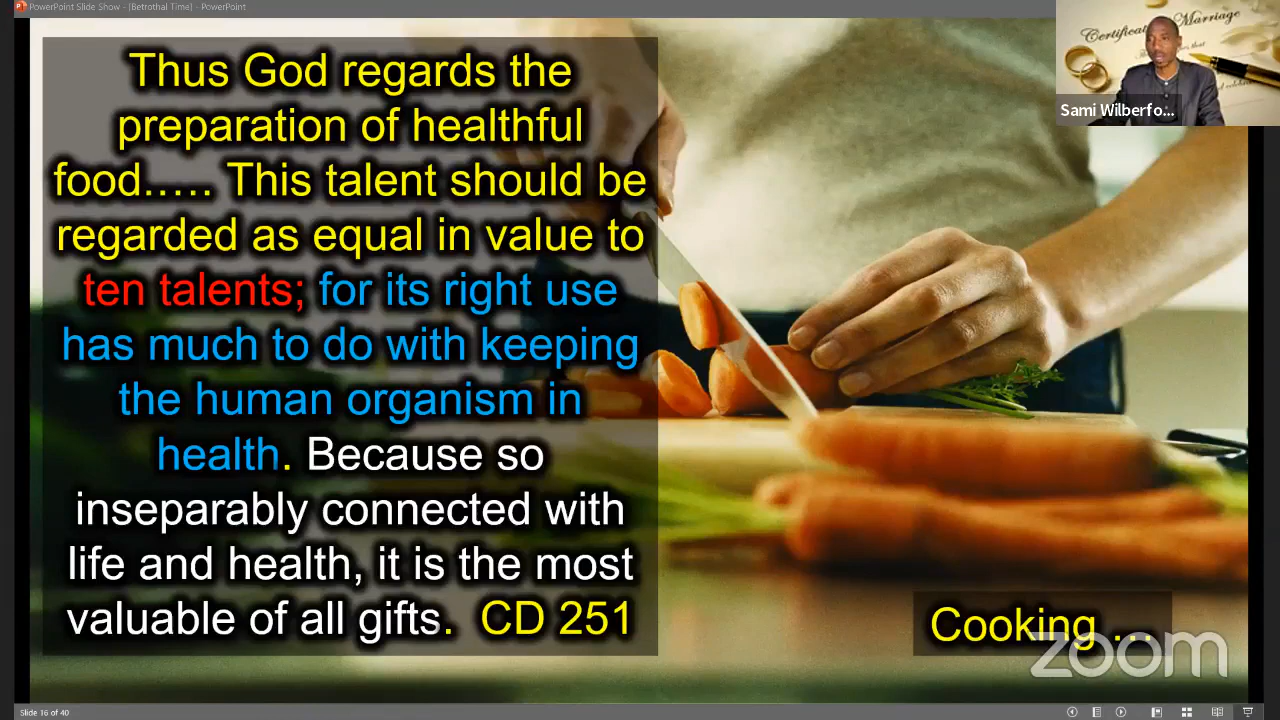 PowerPoint Slide Show - [Betrothal Time] - PowerPoint
Certificate Marriage
Sami Wilberfo...
Thus God regards the
preparation of healthful
food..... This talent should be
regarded as equal in value to
ten talents; for its right use
has much to do with keeping
the human organism in
health. Because so
inseparably connected with
life and health, it is the most
valuable of all gifts. CD 251
Cooking ...
zoom
Slide 16 of 40